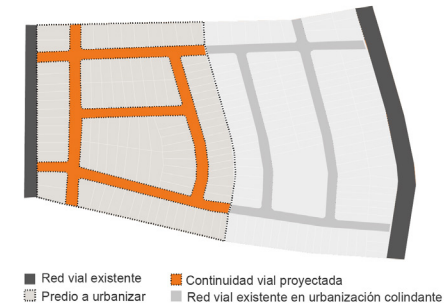 Red vial existente
Continuidad vial proyectada
Predio a urbanizar
Red vial existente en urbanización colindante